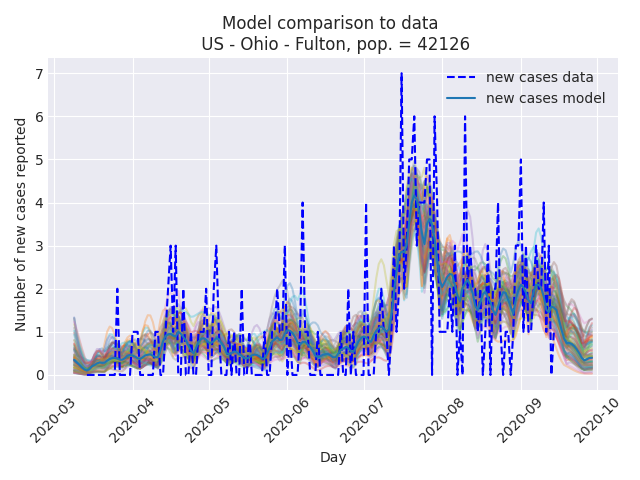 Model comparison to data
US - Ohio - Fulton, pop. = 42126
new cases data
new cases model
Number of new cases reported
7
6
5
4
3
2
1
0
2020-03
2020-04
2020-05
2020-06
2020-07
2020-08
2020-09
2020-10
Day